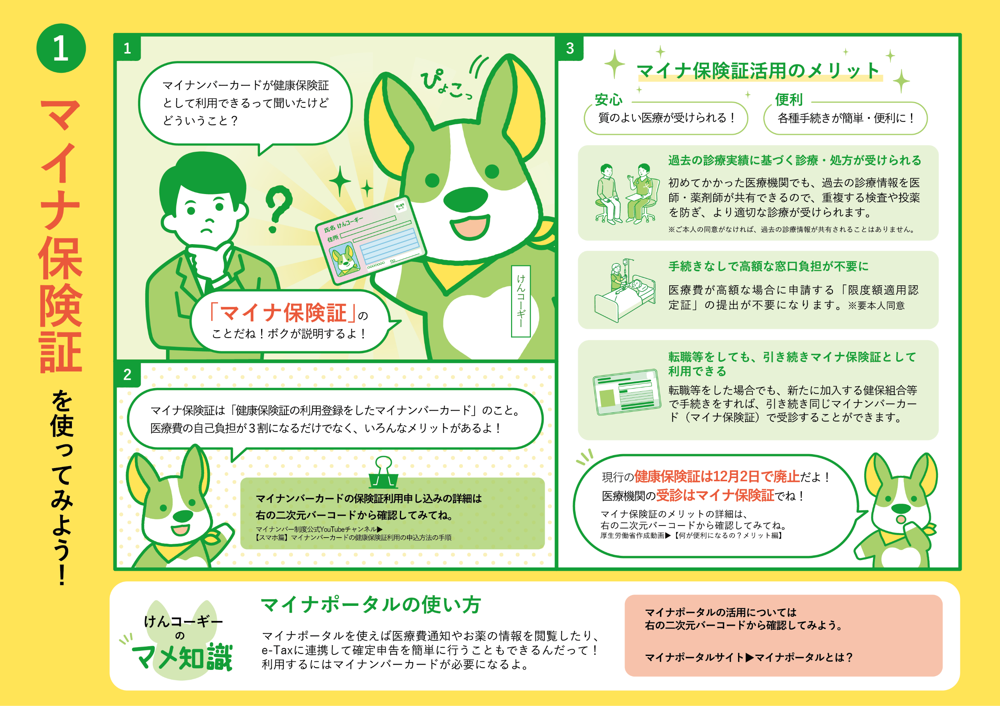 1
マイナ保険証を使ってみよう！
1
マイナンバーカードが健康保険証
として利用できるって聞いたけど
どういうこと？
ぴょこっ
氏名 けんコーギー
住所
個人番号
カード
けんコーギー
「マイナ保険証」の
ことだね！ボクが説明するよ！
2
マイナ保険証は「健康保険証の利用登録をしたマイナンバーカード」のこと。
医療費の自己負担が３割になるだけでなく、いろんなメリットがあるよ！
マイナンバーカードの保険証利用申し込みの詳細は
右の二次元バーコードから確認してみてね。
マイナンバー制度公式YouTubeチャンネル▶
【スマホ篇】マイナンバーカードの健康保険証利用の申込方法の手順
3
マイナ保険証活用のメリット
安心
質のよい医療が受けられる！
便利
各種手続きが簡単・便利に！
過去の診療実績に基づく診療・処方が受けられる
初めてかかった医療機関でも、過去の診療情報を医
師・薬剤師が共有できるので、重複する検査や投薬
を防ぎ、より適切な診療が受けられます。
※ご本人の同意がなければ、過去の診療情報が共有されることはありません。
手続きなしで高額な窓口負担が不要に
医療費が高額な場合に申請する「限度額適用認
定証」の提出が不要になります。※要本人同意
転職等をしても、引き続きマイナ保険証として
利用できる
転職等をした場合でも、新たに加入する健保組合等
で手続きをすれば、引き続き同じマイナンバーカー
ド（マイナ保険証）で受診することができます。
現行の健康保険証は12月2日で廃止だよ！
医療機関の受診はマイナ保険証でね！
マイナ保険証のメリットの詳細は、
右の二次元バーコードから確認してみてね。
厚生労働省作成動画▶【何が便利になるの？メリット編】
けんコーギー
の
マメ知識
マイナポータルの使い方
マイナポータルを使えば医療費通知やお薬の情報を閲覧したり、
e-Taxに連携して確定申告を簡単に行うこともできるんだって！
利用するにはマイナンバーカードが必要になるよ。
マイナポータルの活用については
右の二次元バーコードから確認してみよう。
マイナポータルサイト▶マイナポータルとは？